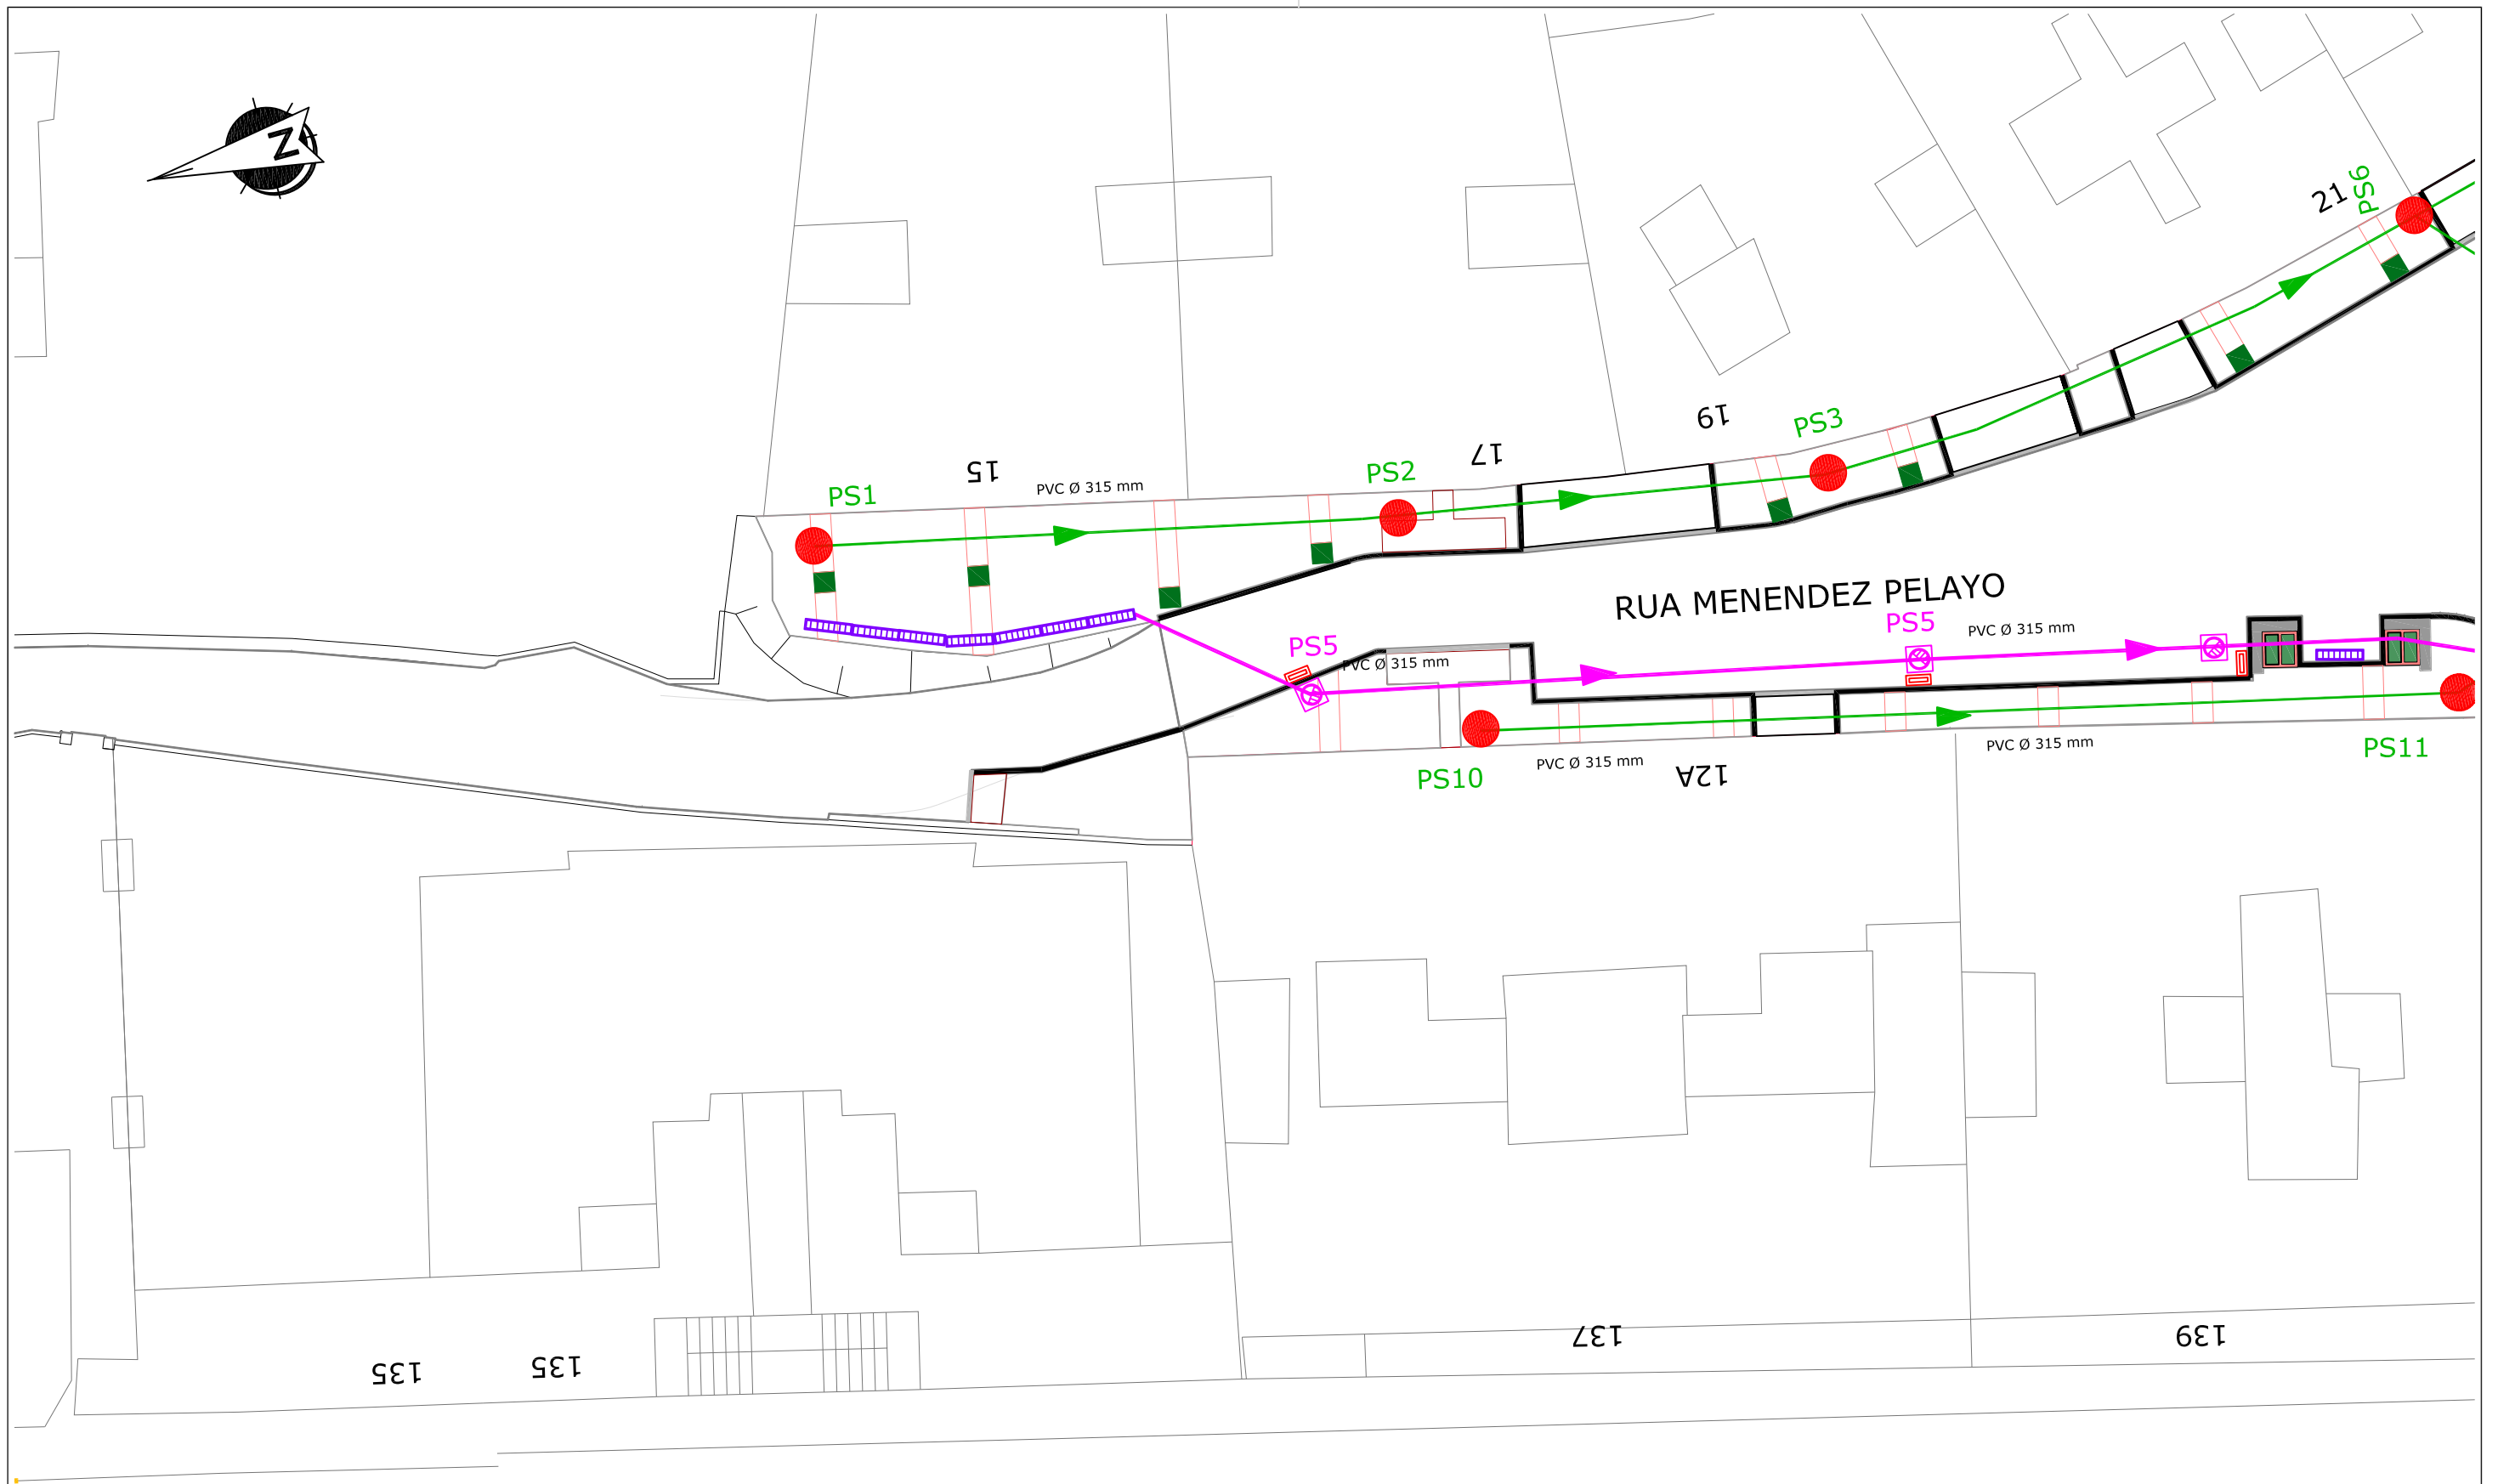 N
21
PS6
19
PS3
17
PS2
15
PS1
PVC Ø 315 mm
RUA MENENDEZ PELAYO
PS5
PVC Ø 315 mm
PS5
PVC Ø 315 mm
PS10
PVC Ø 315 mm
12A
PVC Ø 315 mm
PS11
135
135
137
139